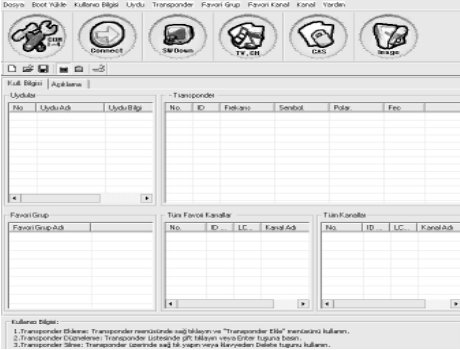 Dosya Boot Yükle Kullanıcı Bilgisi Uydu Transponder Favori Grup Favori Kanal Kanal Yardım
COM 1~4 Connect SW Down TV, CH CAS Image
Kull. Bilgisi Açıklama
Uydular Transponder
No Uydu Adı Uydu Bilgi No. ID Frekans Sembol. Polar. Fec
Favori Grup Tüm Favori Kanallar Tüm Kanallar
Favori Grup Adı No. ID ... LC... Kanal Adı No. ID ... LC... Kanal Adı
Kullanıcı Bilgisi:
1.Transponder Ekleme: Transponder menüsünde sağ tıklayın ve "Transponder Ekle" menüsünü kullanın.
2.Transponder Düzneleme: Transponder Listesinde çift tıklayın veya Enter tuşuna basın.
3.Transponder Silme: Transponder üzerinde sağ tık yapın veya klavyeden Delete tuşunu kullanın.